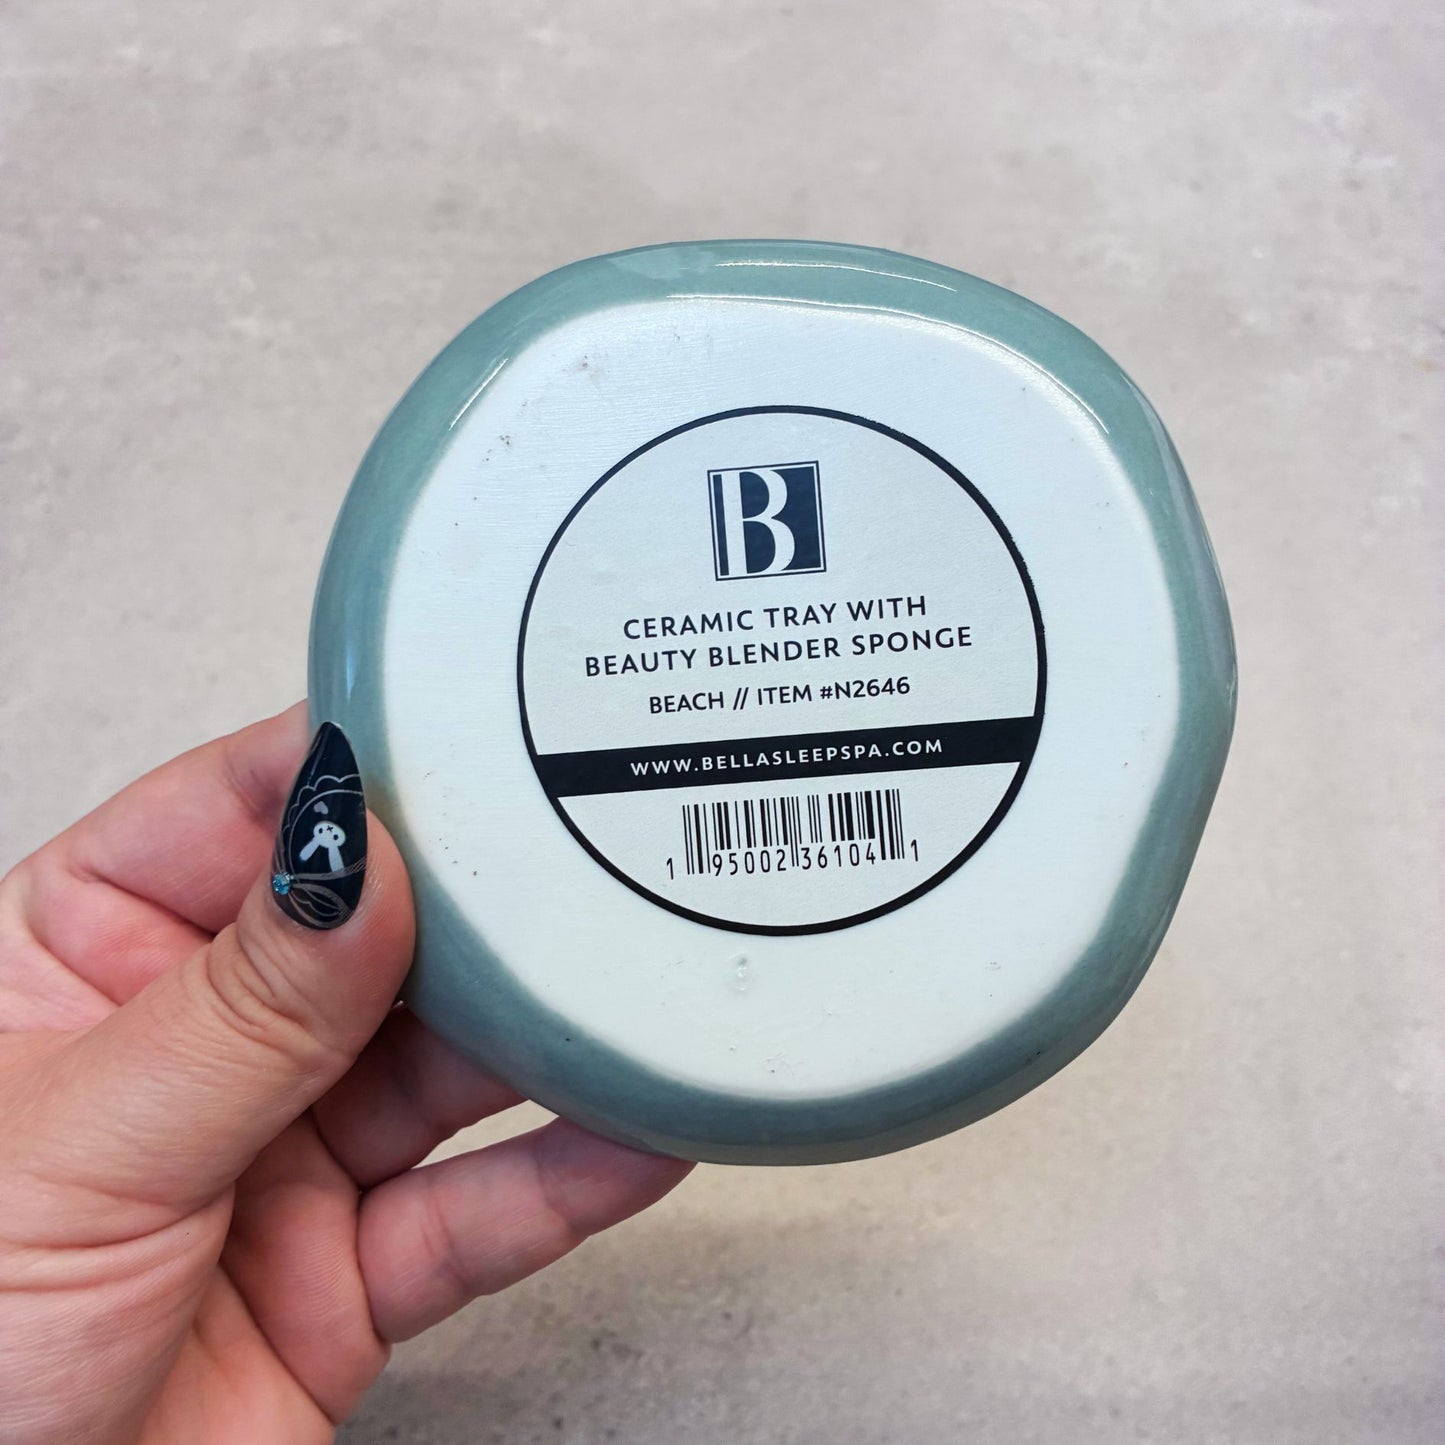 B
CERAMIC TRAY WITH
BEAUTY BLENDER SPONGE
BEACH // ITEM #N2646
WWW.BELLASLEEPSPA.COM
1 95002 36104 1